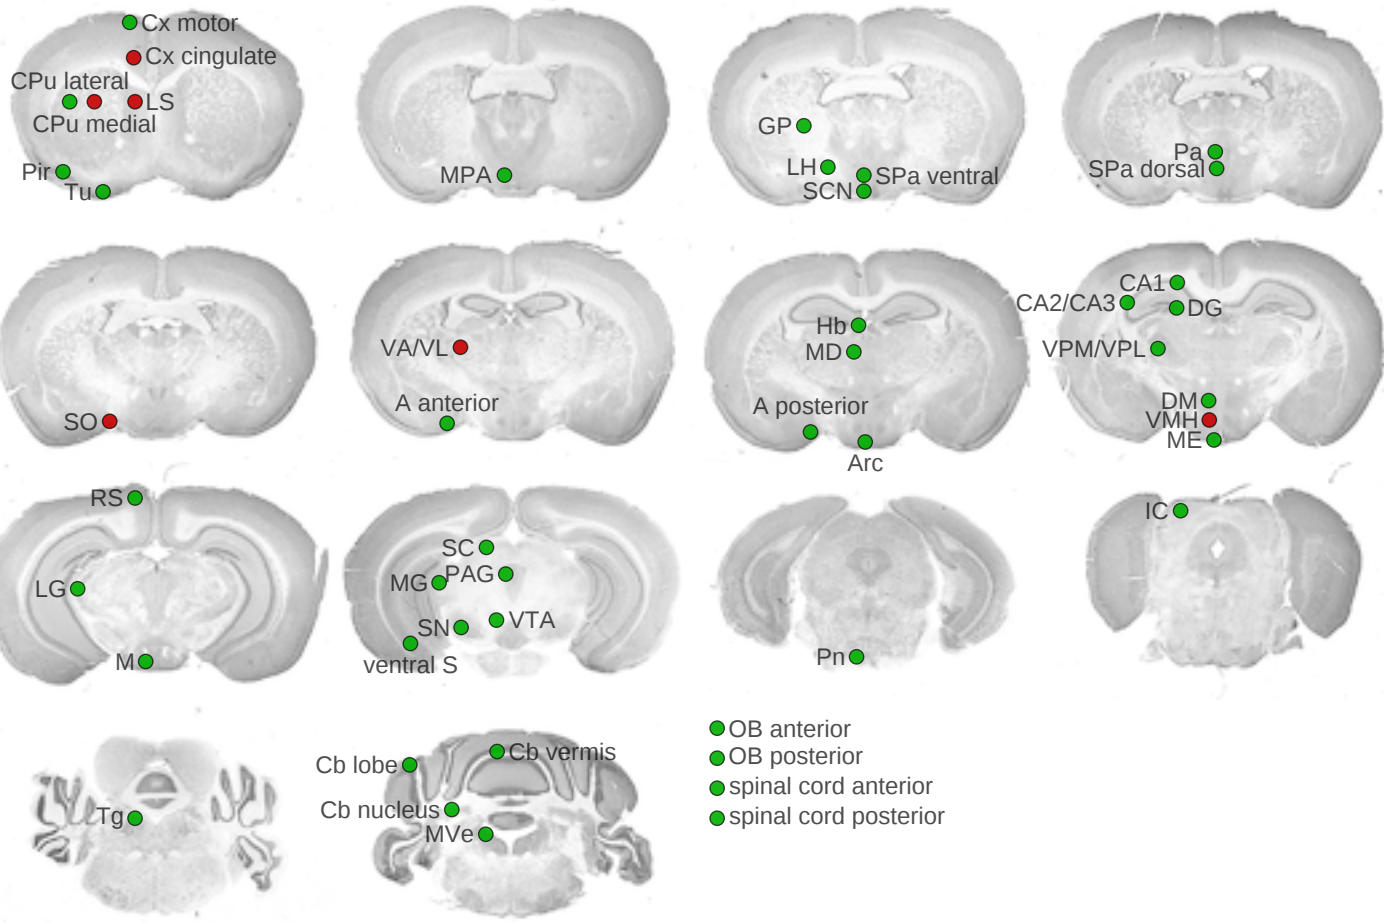 Cx motor
Cx cingulate
CPu lateral
LS
CPu medial
Pir
Tu
MPA
GP
LH
SPa ventral
SCN
Pa
SPa dorsal
SO
VA/VL
A anterior
Hb
MD
A posterior
Arc
CA1
CA2/CA3
DG
VPM/VPL
DM
VMH
ME
RS
LG
M
SC
MG
PAG
SN
VTA
ventral S
Pn
IC
Tg
Cb lobe
Cb vermis
Cb nucleus
MVe
OB anterior
OB posterior
spinal cord anterior
spinal cord posterior